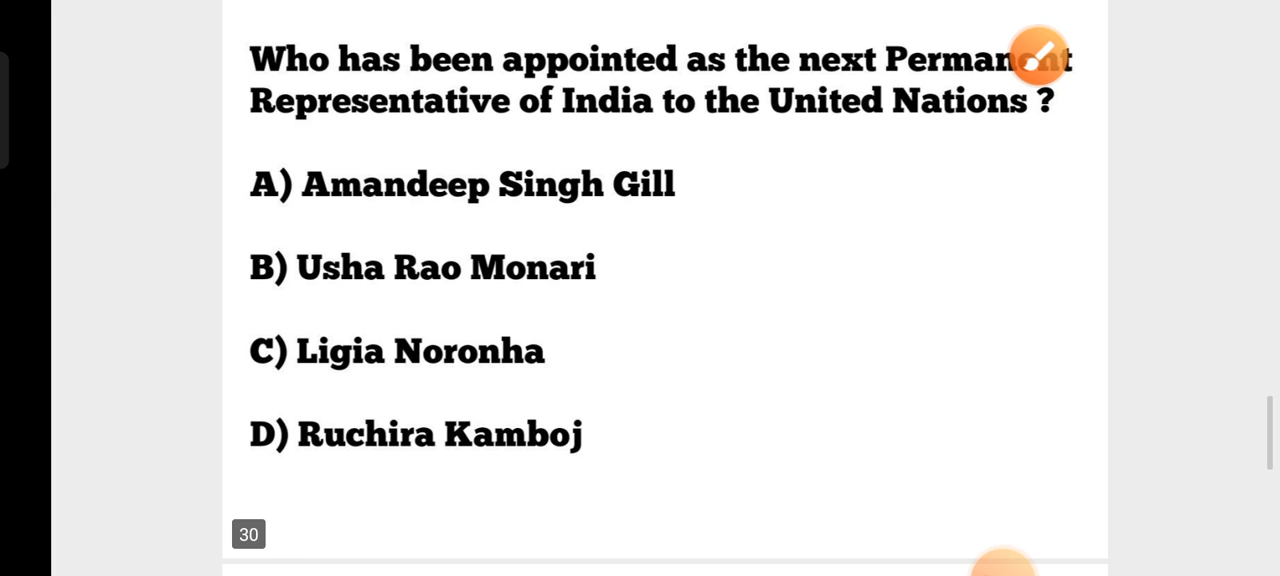 Who has been appointed as the next Permanent
Representative of India to the United Nations ?
A) Amandeep Singh Gill
B) Usha Rao Monari
C) Ligia Noronha
D) Ruchira Kamboj
30